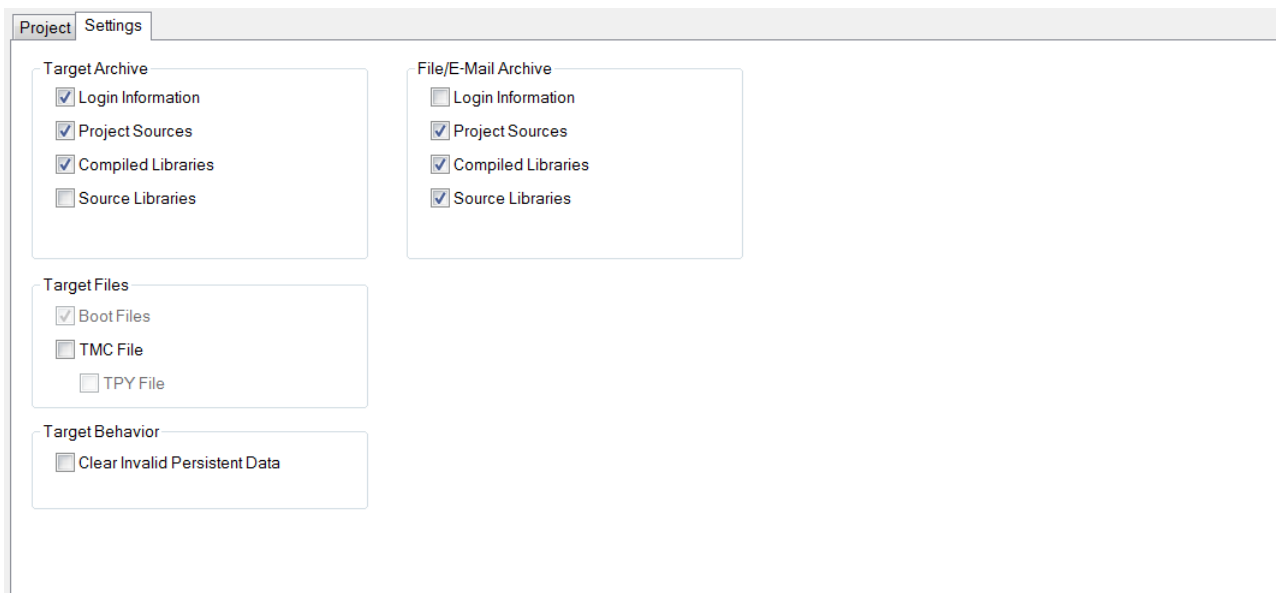 Project Settings
Target Archive
Login Information
Project Sources
Compiled Libraries
Source Libraries
File/E-Mail Archive
Login Information
Project Sources
Compiled Libraries
Source Libraries
Target Files
Boot Files
TMC File
TPY File
Target Behavior
Clear Invalid Persistent Data